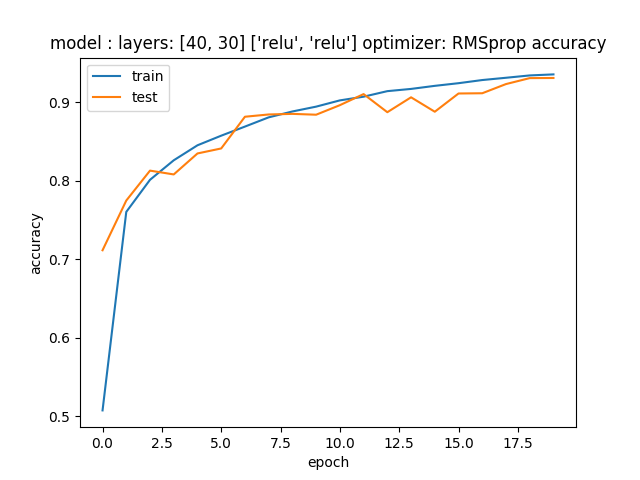 model : layers: [40, 30] ['relu', 'relu'] optimizer: RMSprop accuracy
train
test
0.9
0.8
0.7
0.6
0.5
accuracy
0.0 2.5 5.0 7.5 10.0 12.5 15.0 17.5
epoch